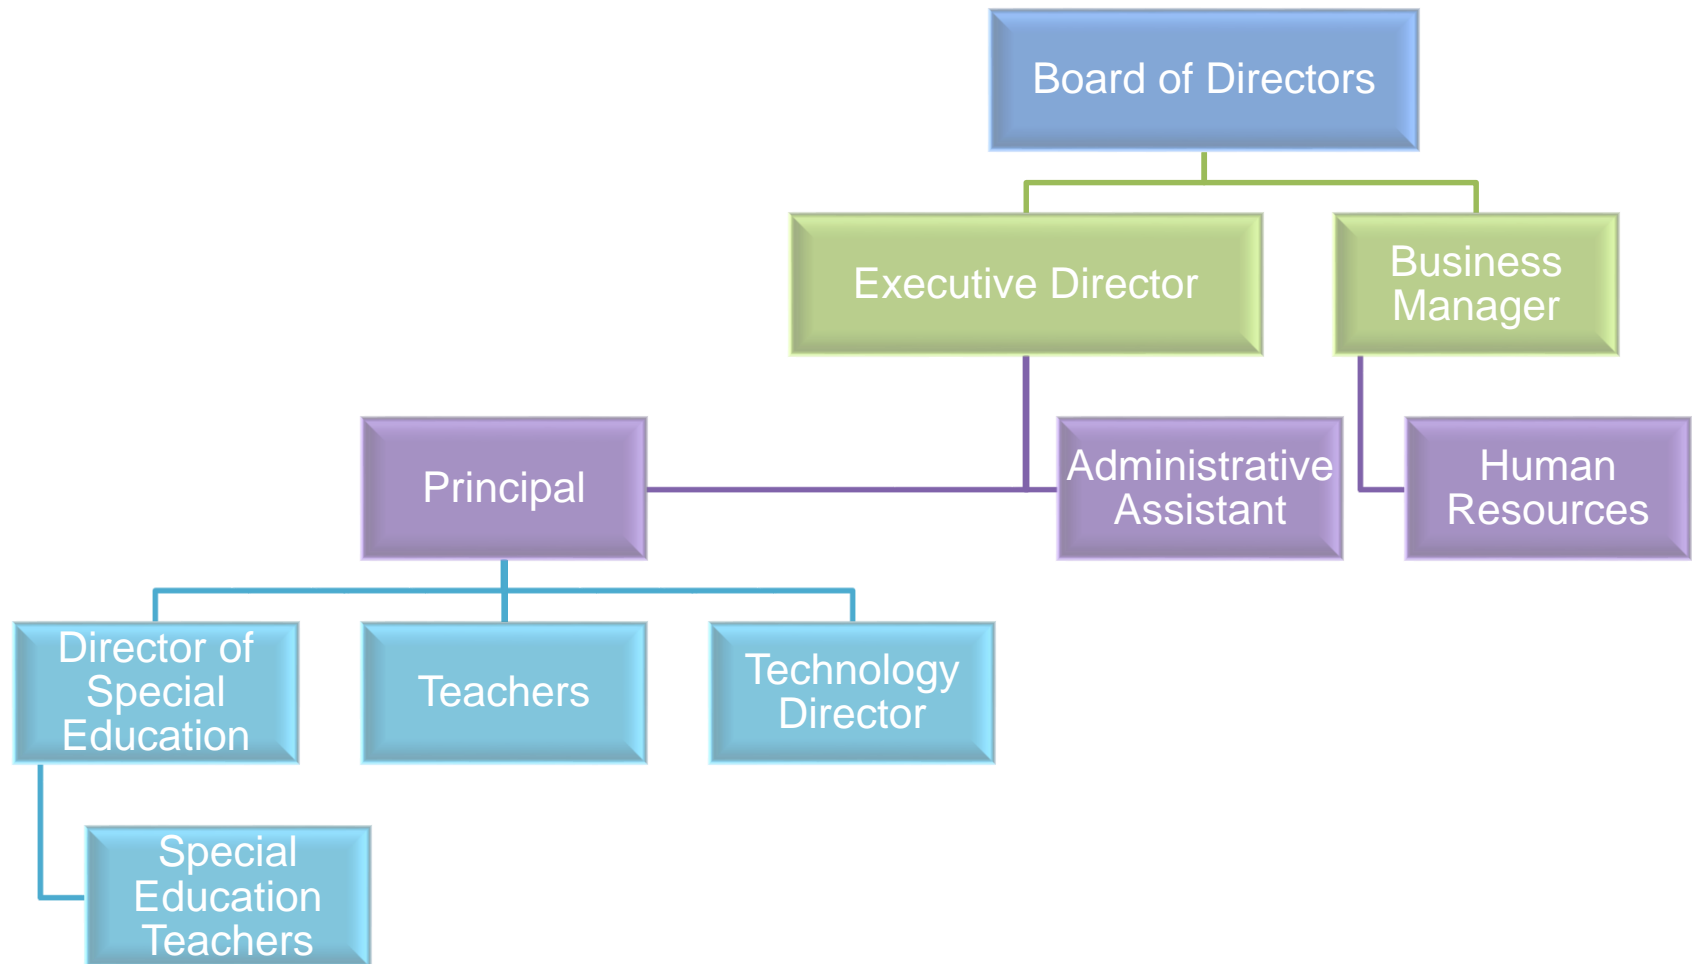 Board of Directors
Executive Director
Business
Manager
Principal
Administrative
Assistant
Human
Resources
Director of
Special
Education
Teachers
Technology
Director
Special
Education
Teachers